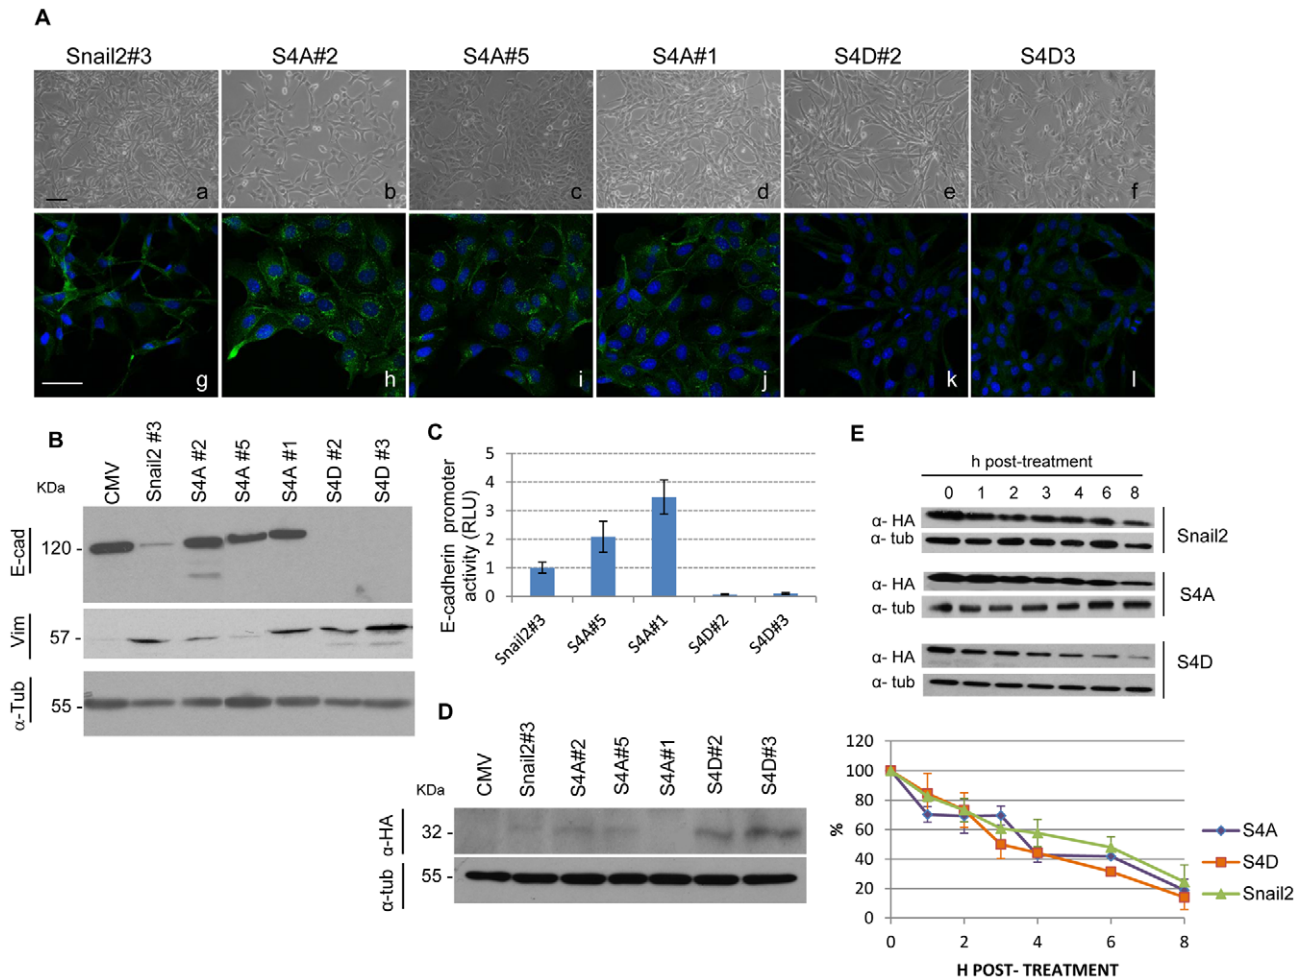 A
Snail2#3 S4A#2 S4A#5 S4A#1 S4D#2 S4D3
a b c d e f
g h i j k l
B
KDa
CMV
Snail2 #3
S4A #2
S4A #5
S4A #1
S4D #2
S4D #3
E-cad
120 -
Vim
57 -
α-Tub
55 -
C
E-cadherin promoter
activity (RLU)
5
4
3
2
1
0
Snail2#3
S4A#5
S4A#1
S4D#2
S4D#3
D
KDa
CMV
Snail2#3
S4A#2
S4A#5
S4A#1
S4D#2
S4D#3
α-HA
32 -
α-tub
55 -
E
h post-treatment
0 1 2 3 4 6 8
α- HA
α- tub
Snail2
α- HA
α- tub
S4A
α- HA
α- tub
S4D
120
100
80
60
40
20
0
%
0 2 4 6 8
H POST- TREATMENT
S4A
S4D
Snail2